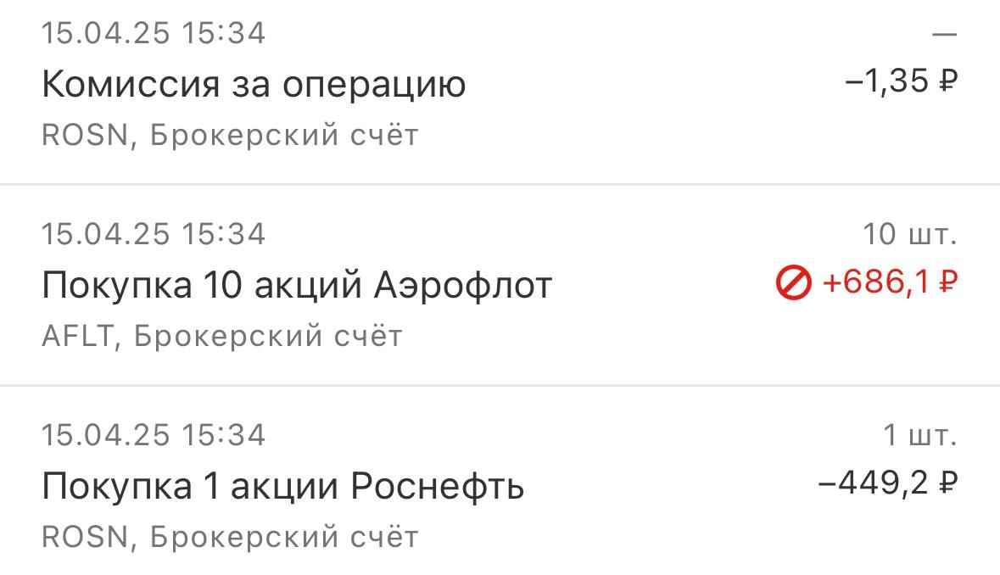 15.04.25 15:34 —
Комиссия за операцию –1,35 ₽
ROSN, Брокерский счёт
15.04.25 15:34 10 шт.
Покупка 10 акций Аэрофлот +686,1 ₽
AFLT, Брокерский счёт
15.04.25 15:34 1 шт.
Покупка 1 акции Роснефть –449,2 ₽
ROSN, Брокерский счёт